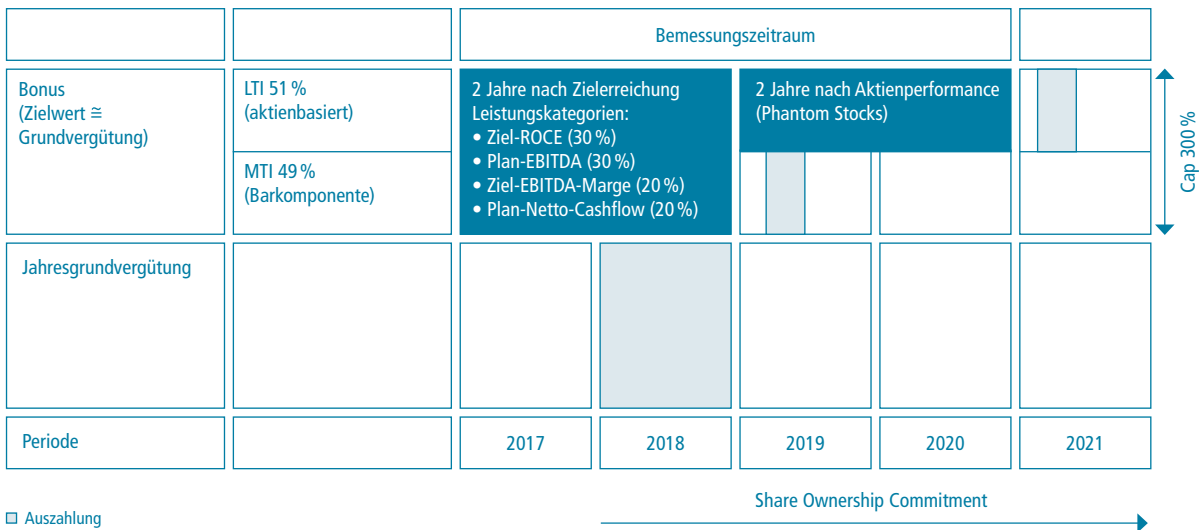 Bemessungszeitraum
Bonus
(Zielwert ≅
Grundvergütung)
LTI 51 %
(aktienbasiert)
MTI 49 %
(Barkomponente)
2 Jahre nach Zielerreichung
Leistungskategorien:
• Ziel-ROCE (30 %)
• Plan-EBITDA (30 %)
• Ziel-EBITDA-Marge (20 %)
• Plan-Netto-Cashflow (20 %)
2 Jahre nach Aktienperformance
(Phantom Stocks)
Cap 300 %
Jahresgrundvergütung
Periode
2017
2018
2019
2020
2021
Share Ownership Commitment
Auszahlung